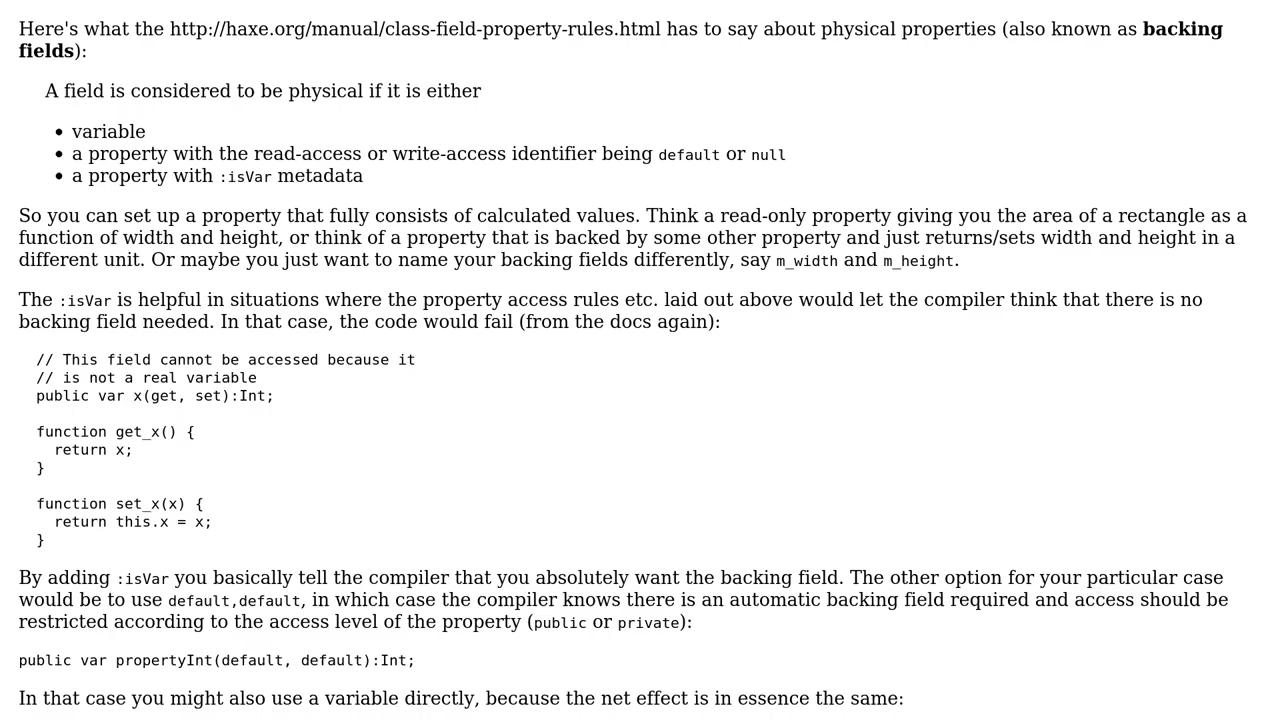 Here's what the http://haxe.org/manual/class-field-property-rules.html has to say about physical properties (also known as backing
fields):
A field is considered to be physical if it is either
• variable
• a property with the read-access or write-access identifier being default or null
• a property with :isVar metadata
So you can set up a property that fully consists of calculated values. Think a read-only property giving you the area of a rectangle as a
function of width and height, or think of a property that is backed by some other property and just returns/sets width and height in a
different unit. Or maybe you just want to name your backing fields differently, say m_width and m_height.
The :isVar is helpful in situations where the property access rules etc. laid out above would let the compiler think that there is no
backing field needed. In that case, the code would fail (from the docs again):
// This field cannot be accessed because it
// is not a real variable
public var x(get, set):Int;
function get_x() {
return x;
}
function set_x(x) {
return this.x = x;
}
By adding :isVar you basically tell the compiler that you absolutely want the backing field. The other option for your particular case
would be to use default,default, in which case the compiler knows there is an automatic backing field required and access should be
restricted according to the access level of the property (public or private):
public var propertyInt(default, default):Int;
In that case you might also use a variable directly, because the net effect is in essence the same: